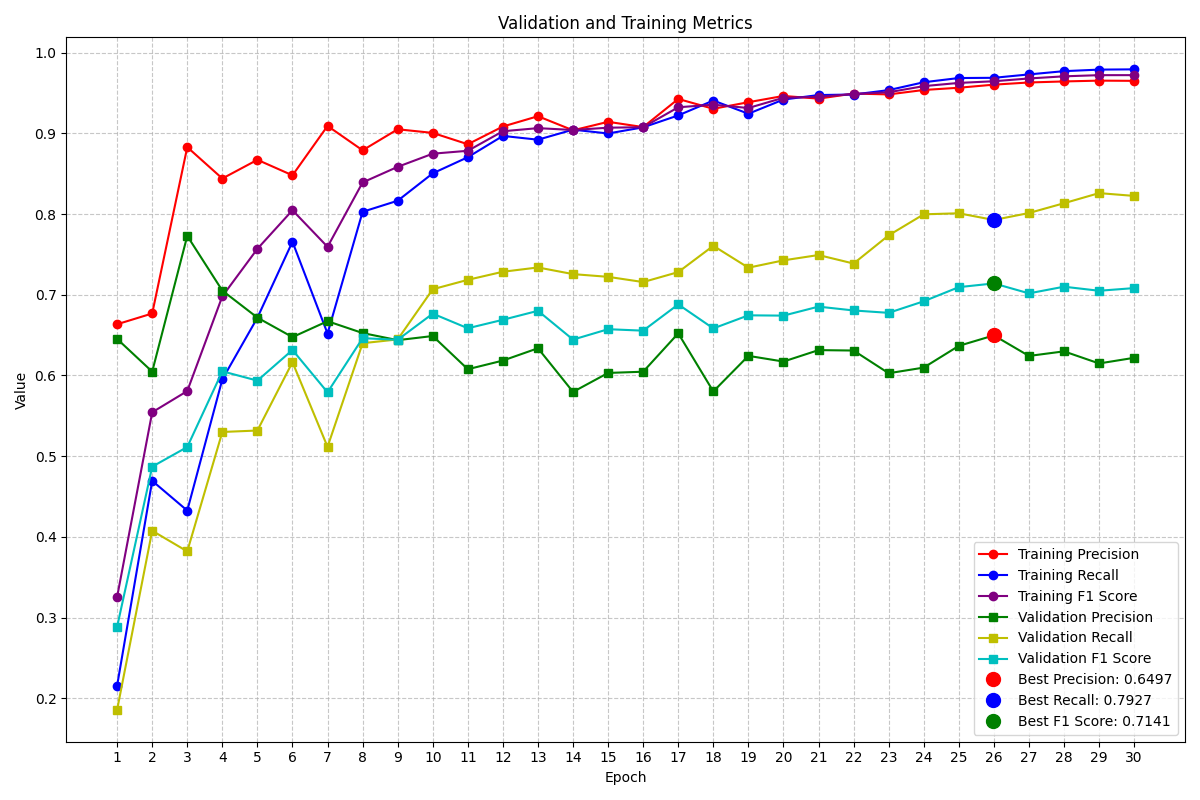 Validation and Training Metrics
1.0
0.9
0.8
0.7
0.6
0.5
0.4
0.3
0.2
Value
Training Precision
Training Recall
Training F1 Score
Validation Precision
Validation Recall
Validation F1 Score
Best Precision: 0.6497
Best Recall: 0.7927
Best F1 Score: 0.7141
1 2 3 4 5 6 7 8 9 10 11 12 13 14 15 16 17 18 19 20 21 22 23 24 25 26 27 28 29 30
Epoch